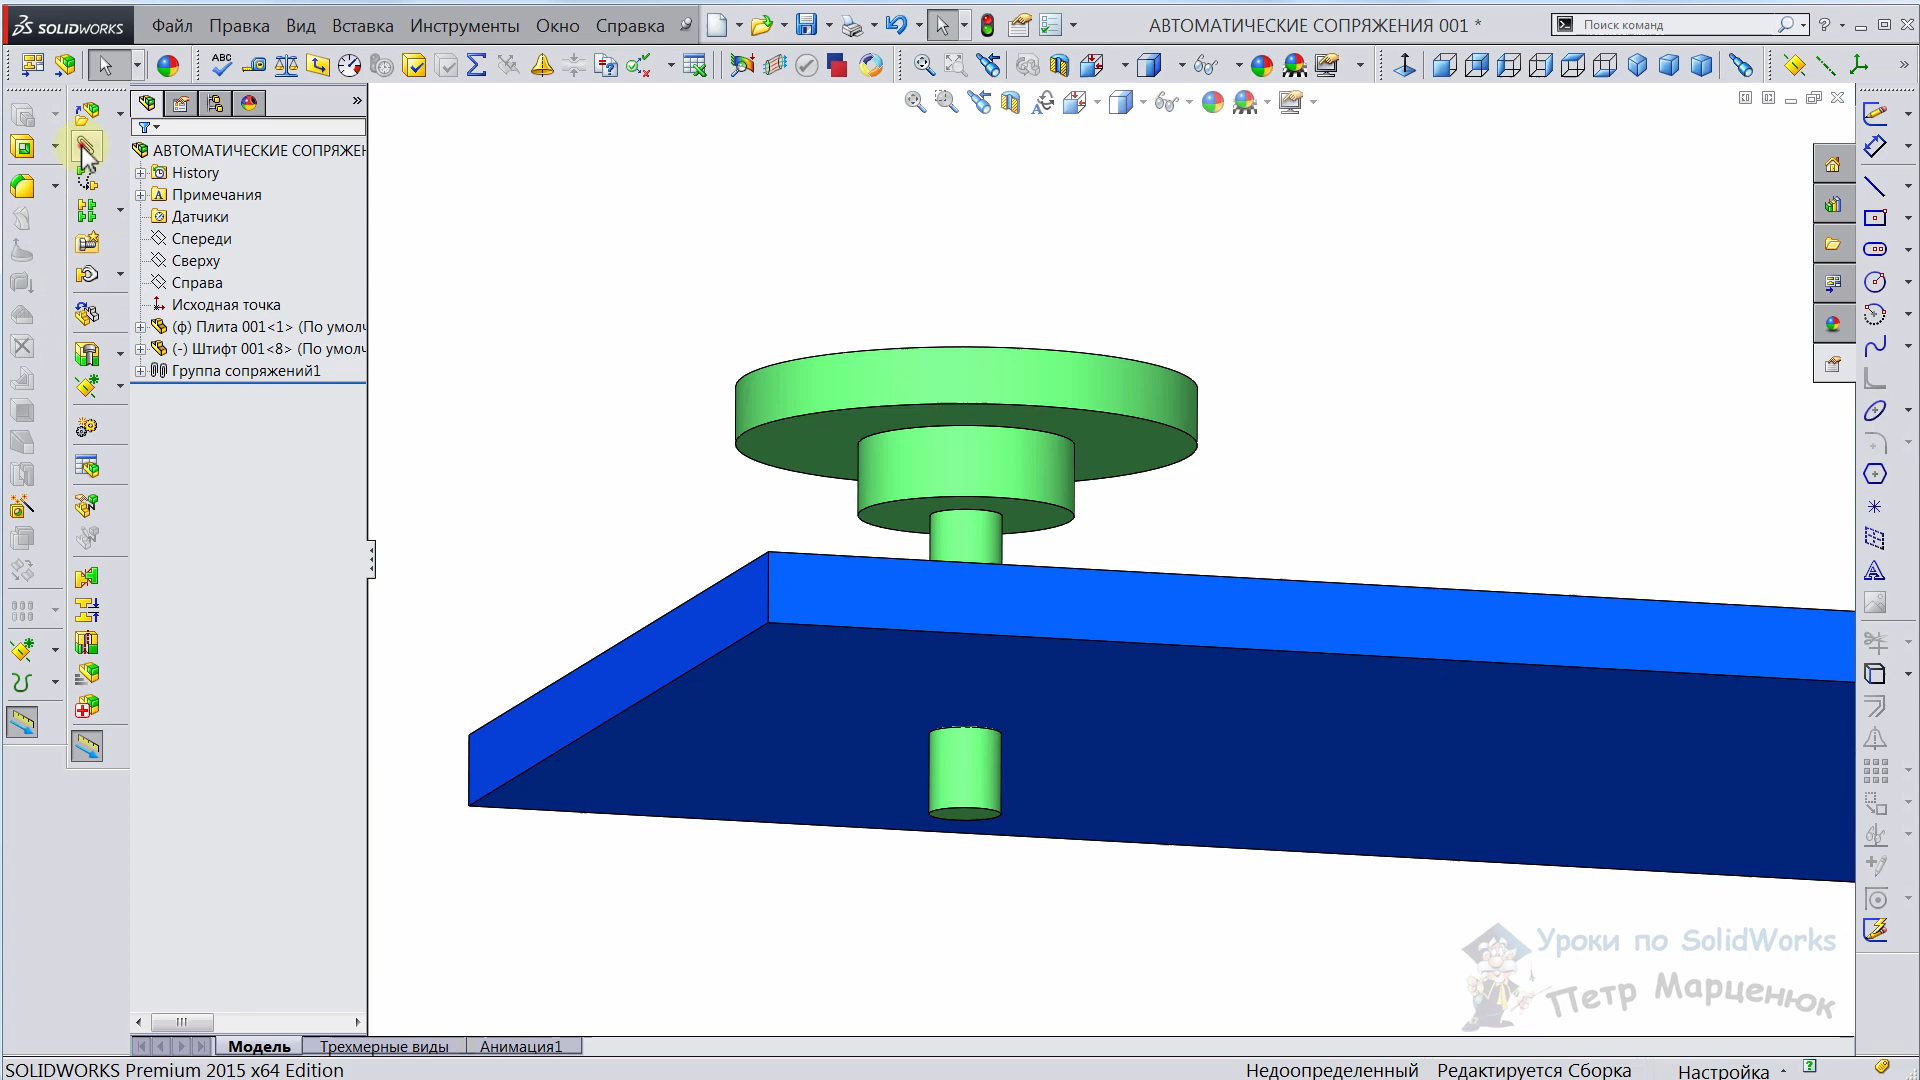 SOLIDWORKS
Файл Правка Вид Вставка Инструменты Окно Справка
АВТОМАТИЧЕСКИЕ СОПРЯЖЕНИЯ 001 *
Поиск команд
АВТОМАТИЧЕСКИЕ СОПРЯЖЕН
History
Примечания
Датчики
Спереди
Сверху
Справа
Исходная точка
(ф) Плита 001<1> (По умолч
(-) Штифт 001<8> (По умолч
Группа сопряжений1
Уроки по SolidWorks
Петр Марценюк
Модель Трехмерные виды Анимация1
SOLIDWORKS Premium 2015 x64 Edition
Недоопределенный Редактируется Сборка Настройка